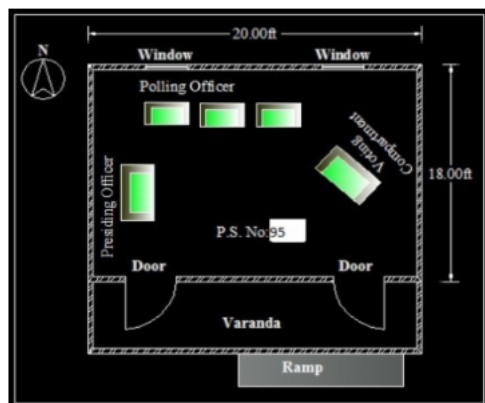 20.00ft
N
Window
Window
Polling Officer
Voting
Compartment
18.00ft
Presiding Officer
P.S. No:95
Door
Door
Varanda
Ramp